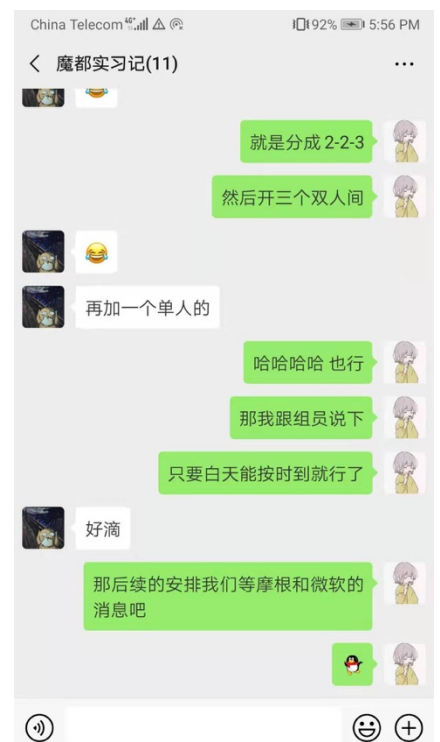 China Telecom 4G
92% 5:56 PM
魔都实习记(11)
就是分成 2-2-3
然后开三个双人间
再加一个单人的
哈哈哈哈 也行
那我跟组员说下
只要白天能按时到就行了
好滴
那后续的安排我们等摩根和微软的
消息吧